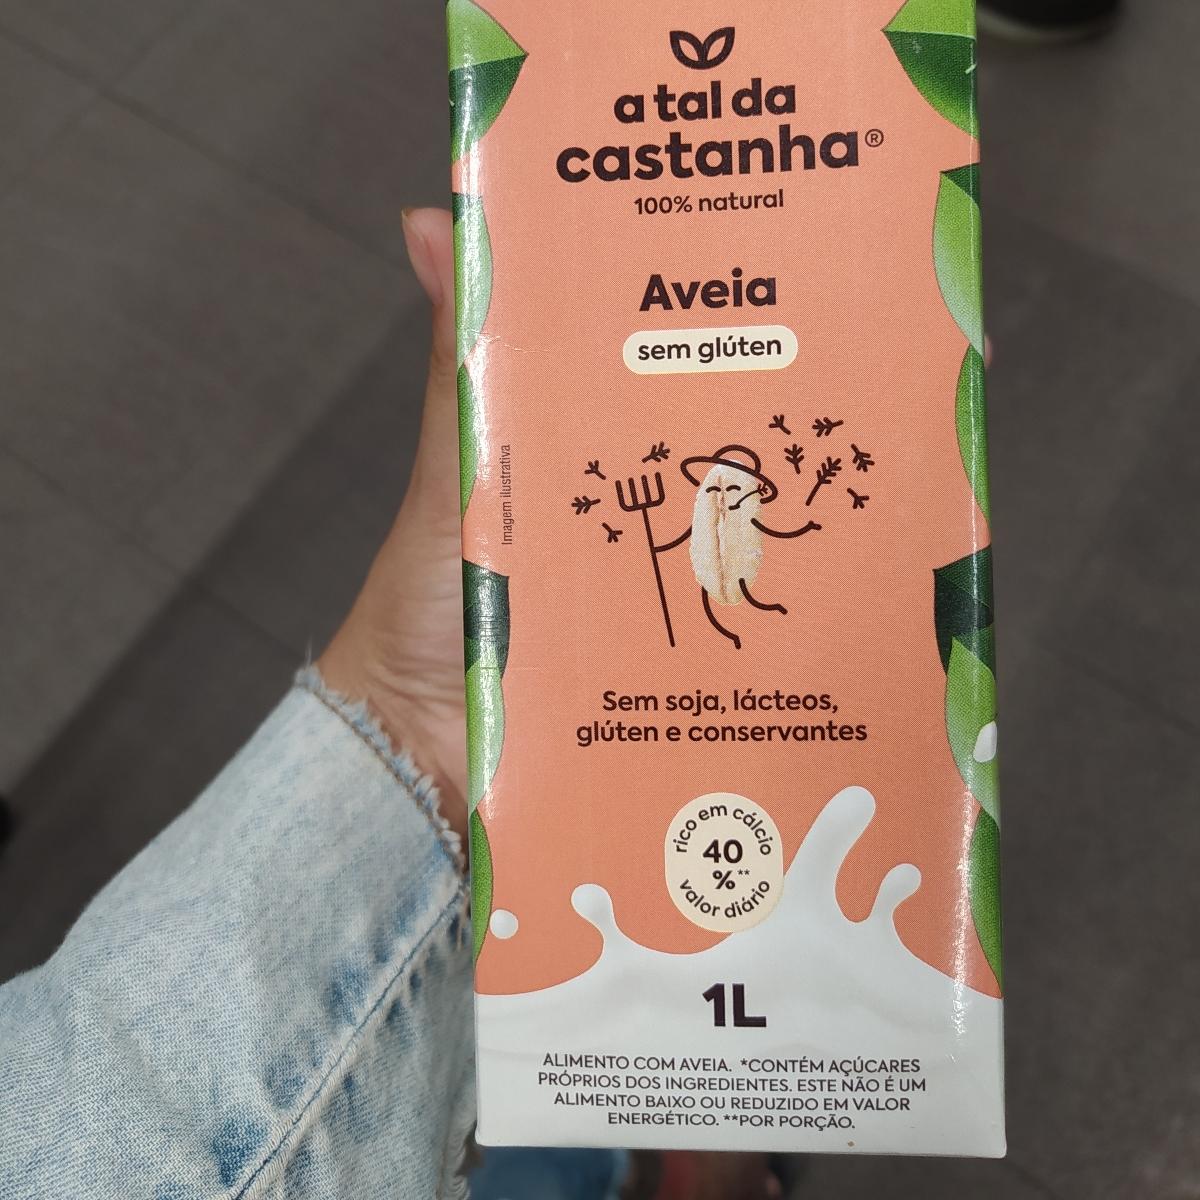 a tal da
castanha®
100% natural
Aveia
sem glúten
Imagem ilustrativa
Sem soja, lácteos,
glúten e conservantes
rico em cálcio
40
%**
valor diário
1L
ALIMENTO COM AVEIA. *CONTÉM AÇÚCARES
PRÓPRIOS DOS INGREDIENTES. ESTE NÃO É UM
ALIMENTO BAIXO OU REDUZIDO EM VALOR
ENERGÉTICO. **POR PORÇÃO.